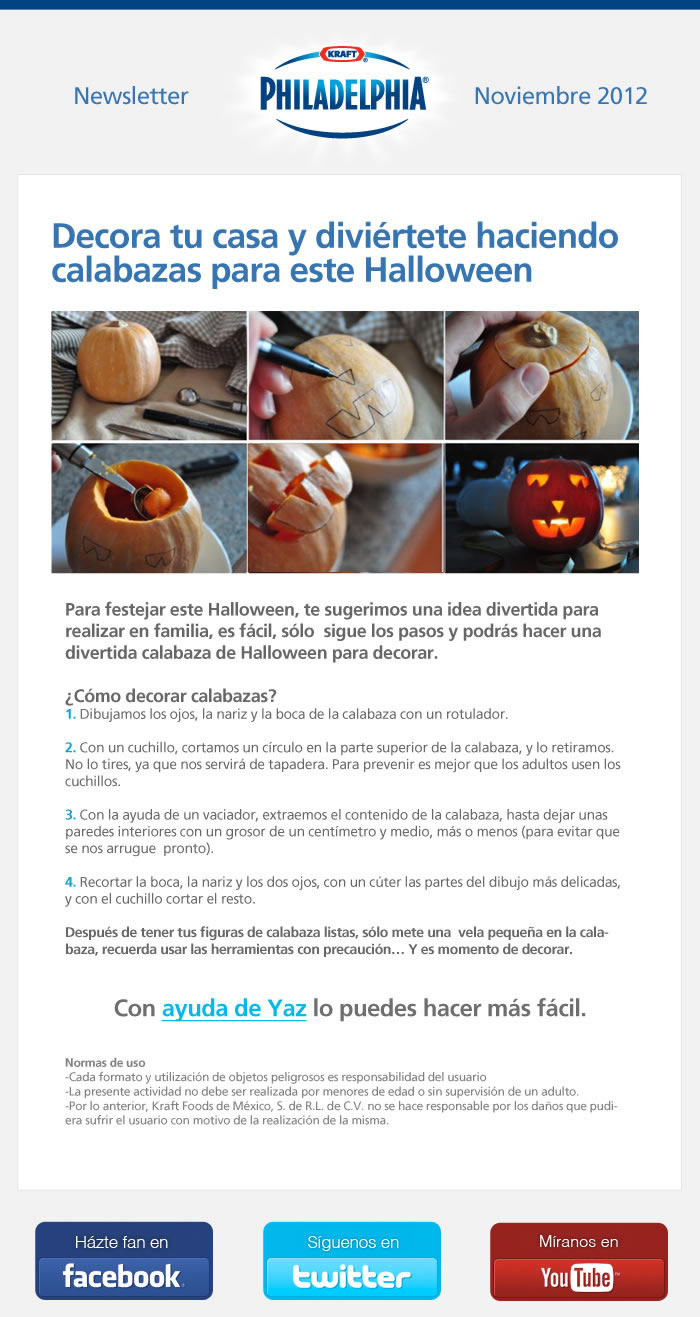 KRAFT
Newsletter
PHILADELPHIA®
Noviembre 2012
Decora tu casa y diviértete haciendo
calabazas para este Halloween
Para festejar este Halloween, te sugerimos una idea divertida para
realizar en familia, es fácil, sólo  sigue los pasos y podrás hacer una
divertida calabaza de Halloween para decorar.
¿Cómo decorar calabazas?
1. Dibujamos los ojos, la nariz y la boca de la calabaza con un rotulador.
2. Con un cuchillo, cortamos un círculo en la parte superior de la calabaza, y lo retiramos.
No lo tires, ya que nos servirá de tapadera. Para prevenir es mejor que los adultos usen los
cuchillos.
3. Con la ayuda de un vaciador, extraemos el contenido de la calabaza, hasta dejar unas
paredes interiores con un grosor de un centímetro y medio, más o menos (para evitar que
se nos arrugue  pronto).
4. Recortar la boca, la nariz y los dos ojos, con un cúter las partes del dibujo más delicadas,
y con el cuchillo cortar el resto.
Después de tener tus figuras de calabaza listas, sólo mete una  vela pequeña en la cala-
baza, recuerda usar las herramientas con precaución… Y es momento de decorar.
Con ayuda de Yaz lo puedes hacer más fácil.
Normas de uso
-Cada formato y utilización de objetos peligrosos es responsabilidad del usuario
-La presente actividad no debe ser realizada por menores de edad o sin supervisión de un adulto.
-Por lo anterior, Kraft Foods de México, S. de R.L. de C.V. no se hace responsable por los daños que pudi-
era sufrir el usuario con motivo de la realización de la misma.
Házte fan en
facebook
Síguenos en
twitter
Míranos en
YouTube™